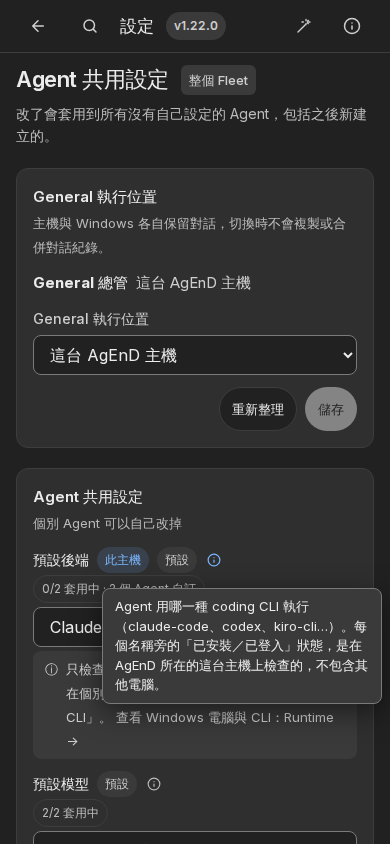 設定 v1.22.0
Agent 共用設定 整個 Fleet
改了會套用到所有沒有自己設定的 Agent，包括之後新建
立的。
General 執行位置
主機與 Windows 各自保留對話，切換時不會複製或合
併對話紀錄。
General 總管 這台 AgEnD 主機
General 執行位置
這台 AgEnD 主機
重新整理 儲存
Agent 共用設定
個別 Agent 可以自己改掉
預設後端 此主機 預設
0/2 套用中
Claude
Agent 用哪一種 coding CLI 執行
（claude-code、codex、kiro-cli…）。每
個名稱旁的「已安裝／已登入」狀態，是在
AgEnD 所在的這台主機上檢查的，不包含其
他電腦。
只檢查
在個別
CLI」。 查看 Windows 電腦與 CLI：Runtime
→
預設模型 預設
2/2 套用中